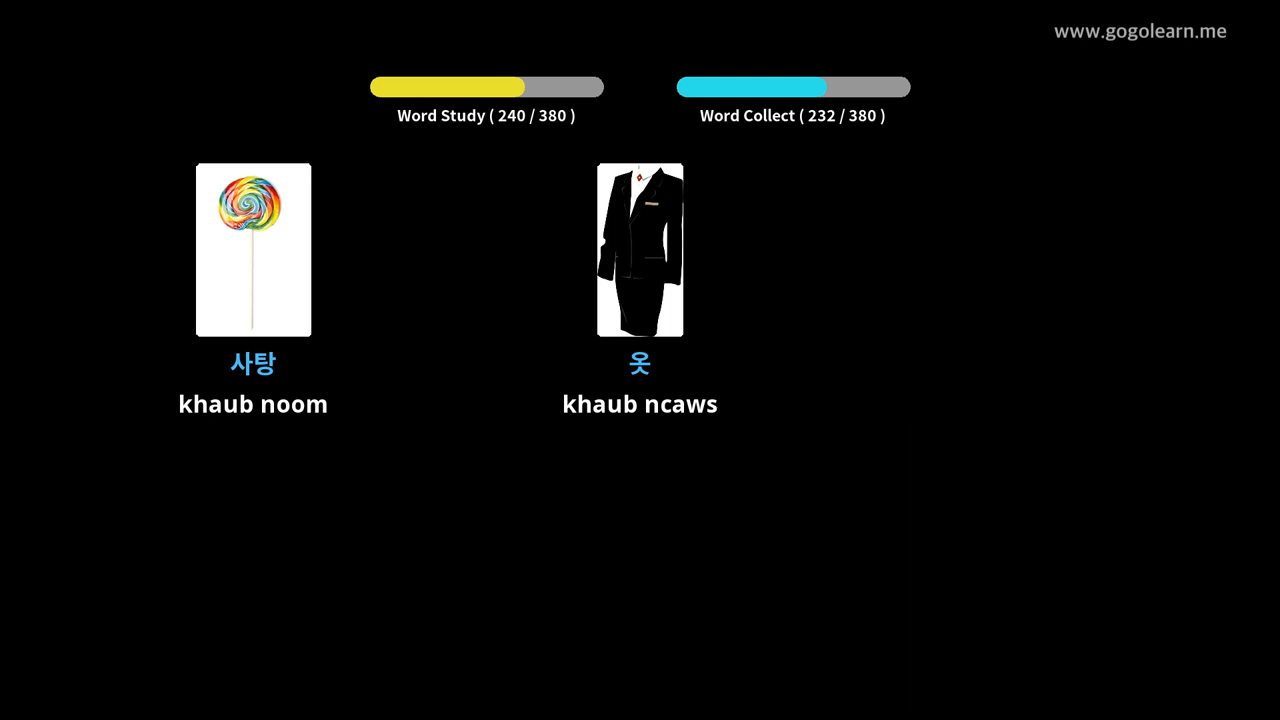 www.gogolearn.me
Word Study ( 240 / 380 )
Word Collect ( 232 / 380 )
사탕
khaub noom
옷
khaub ncaws